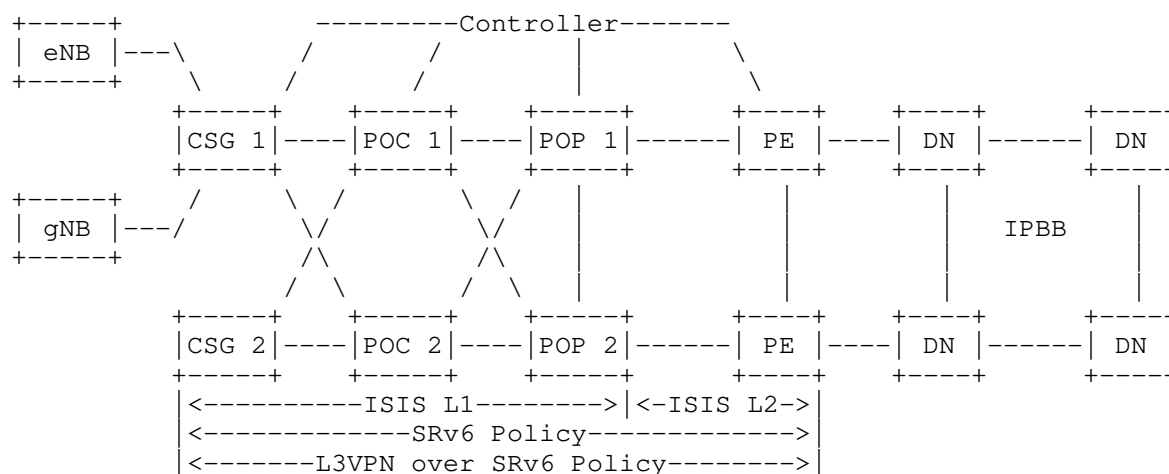 Controller
eNB
CSG 1 POC 1 POP 1 PE DN DN
gNB IPBB
CSG 2 POC 2 POP 2 PE DN DN
ISIS L1 ISIS L2
SRv6 Policy
L3VPN over SRv6 Policy